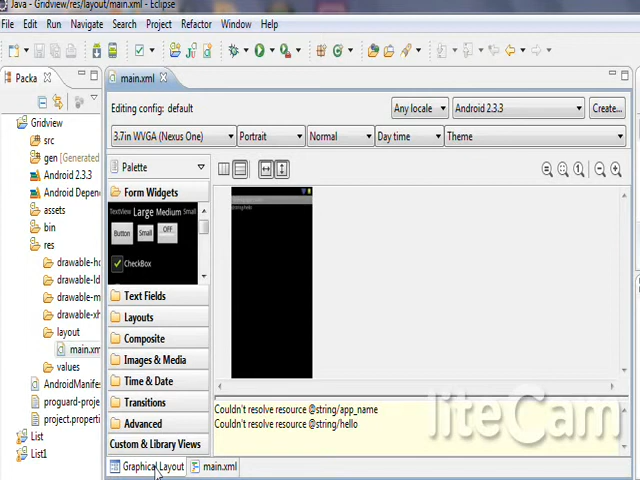 Java - Gridview/res/layout/main.xml - Eclipse
File Edit Run Navigate Search Project Refactor Window Help
Packa
main.xml
Editing config: default
Any locale
Android 2.3.3
Create...
3.7in WVGA (Nexus One)
Portrait
Normal
Day time
Theme
Gridview
src
gen [Generated
Android 2.3.3
Android Depen
assets
bin
res
drawable-h
drawable-ld
drawable-m
drawable-xh
layout
main.xm
values
AndroidManifes
proguard-proje
project.properti
List
List1
Palette
Form Widgets
TextView Large Medium Small
Button Small OFF
CheckBox
Text Fields
Layouts
Composite
Images & Media
Time & Date
Transitions
Advanced
Custom & Library Views
@string/hello
Couldn't resolve resource @string/app_name
Couldn't resolve resource @string/hello
liteCam
Graphical Layout
main.xml